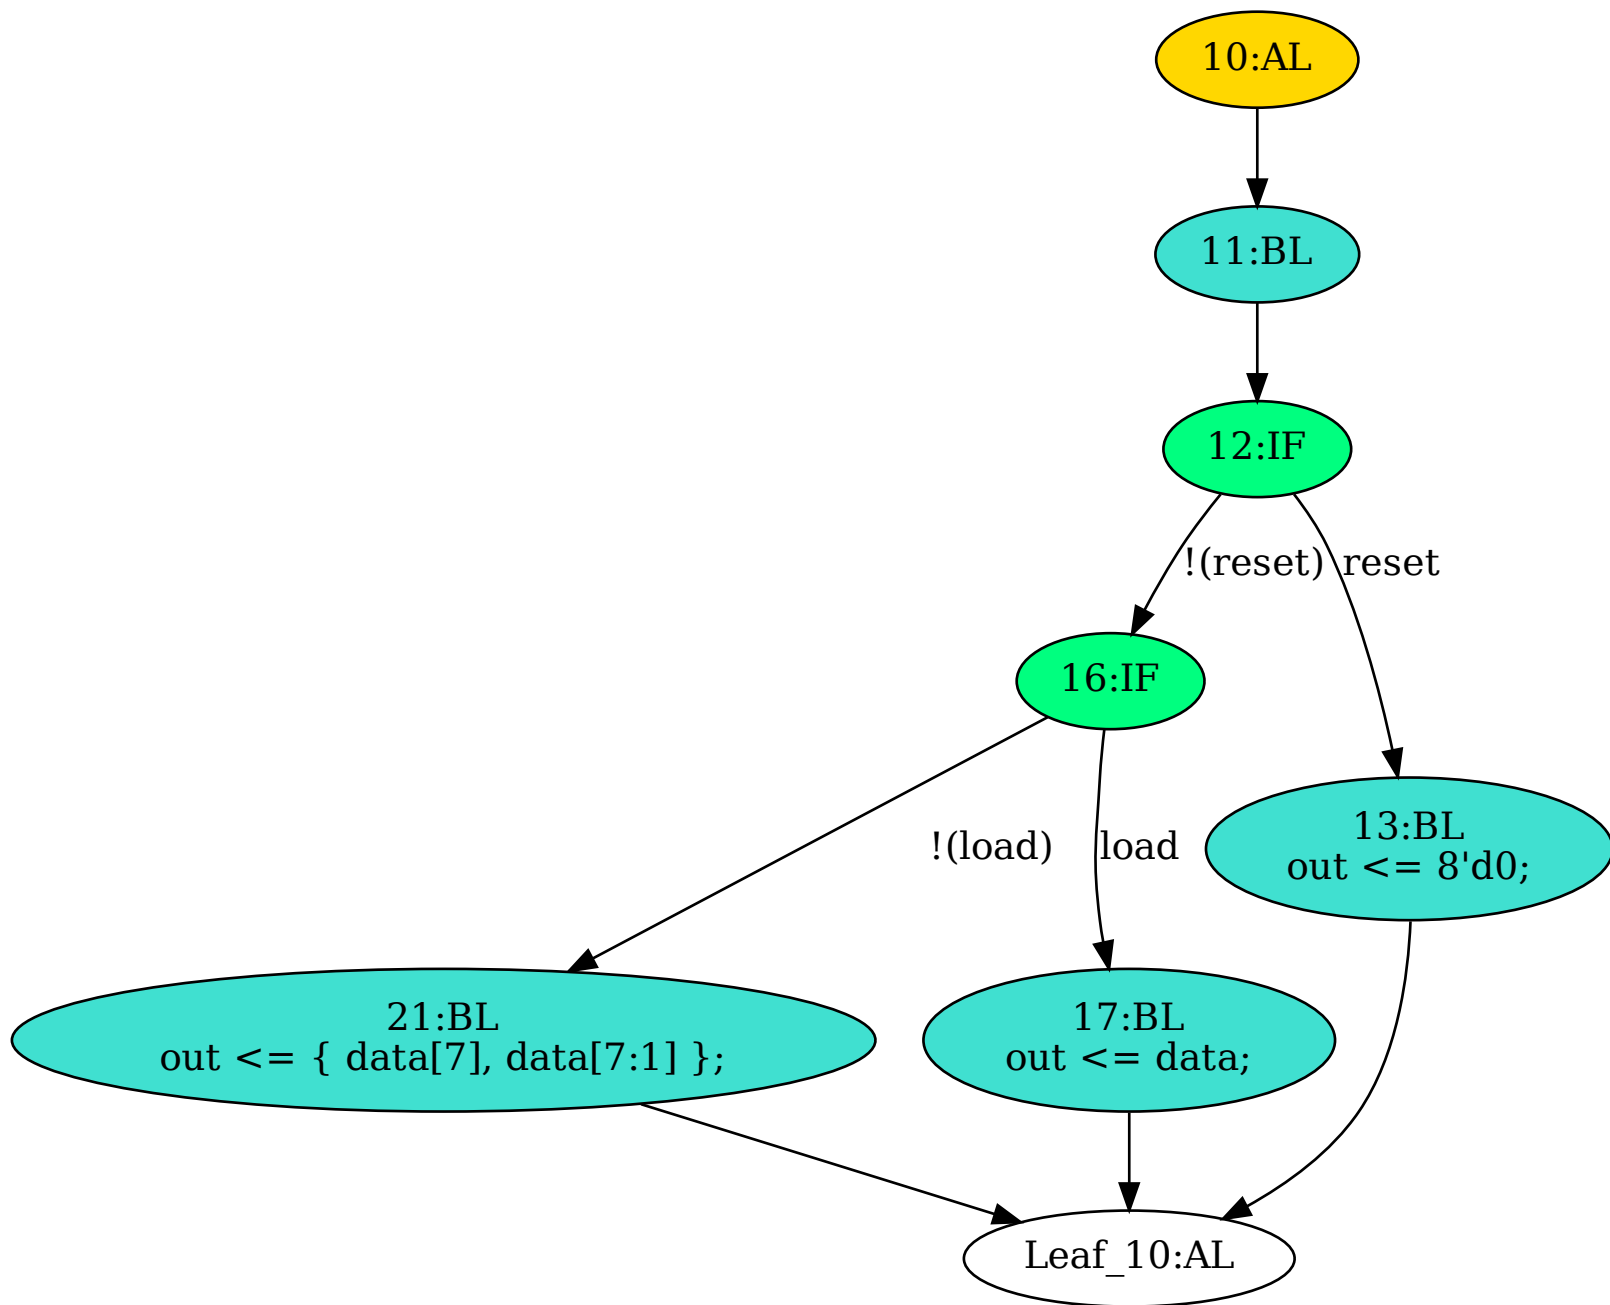 10:AL
11:BL
12:IF
!(reset)
reset
16:IF
13:BL
out <= 8'd0;
!(load)
load
21:BL
out <= { data[7], data[7:1] };
17:BL
out <= data;
Leaf_10:AL